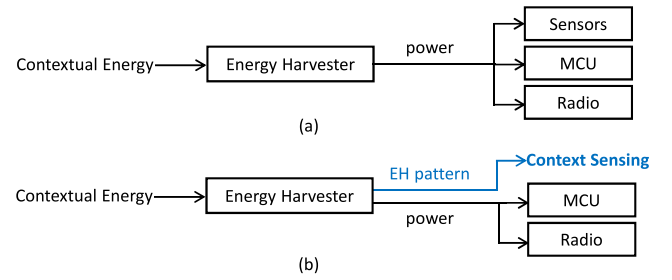 Sensors
power
Contextual Energy
Energy Harvester
MCU
Radio
(a)
Context Sensing
EH pattern
Contextual Energy
Energy Harvester
MCU
power
Radio
(b)